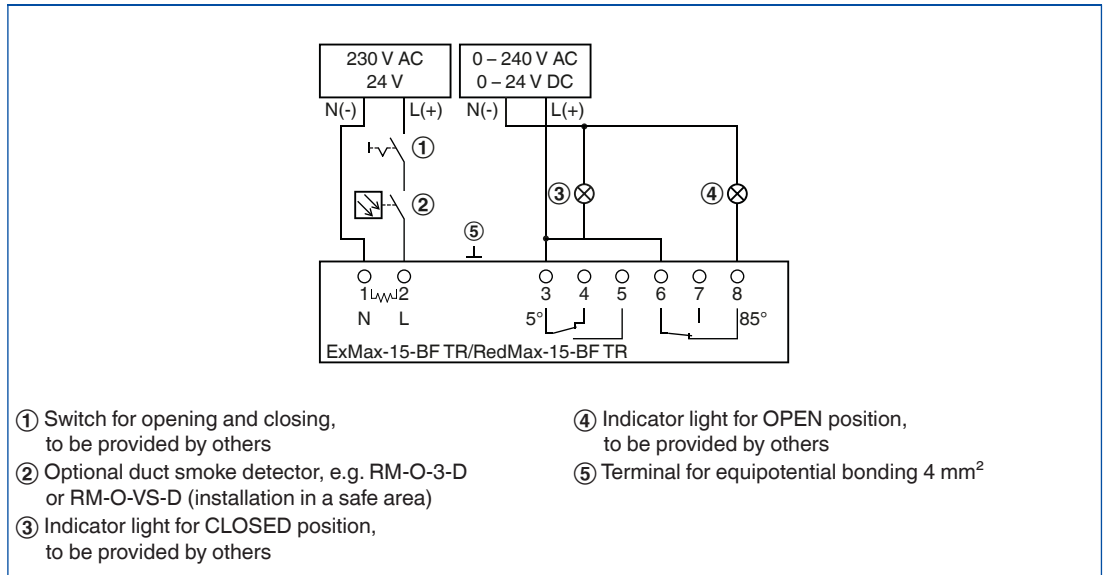 230 V AC
24 V
0 – 240 V AC
0 – 24 V DC
N(-) L(+) N(-) L(+)
①
②
③ ④
⑤
1 2 3 4 5 6 7 8
N L 5° 85°
ExMax-15-BF TR/RedMax-15-BF TR
① Switch for opening and closing,
to be provided by others
② Optional duct smoke detector, e.g. RM-O-3-D
or RM-O-VS-D (installation in a safe area)
③ Indicator light for CLOSED position,
to be provided by others
④ Indicator light for OPEN position,
to be provided by others
⑤ Terminal for equipotential bonding 4 mm²